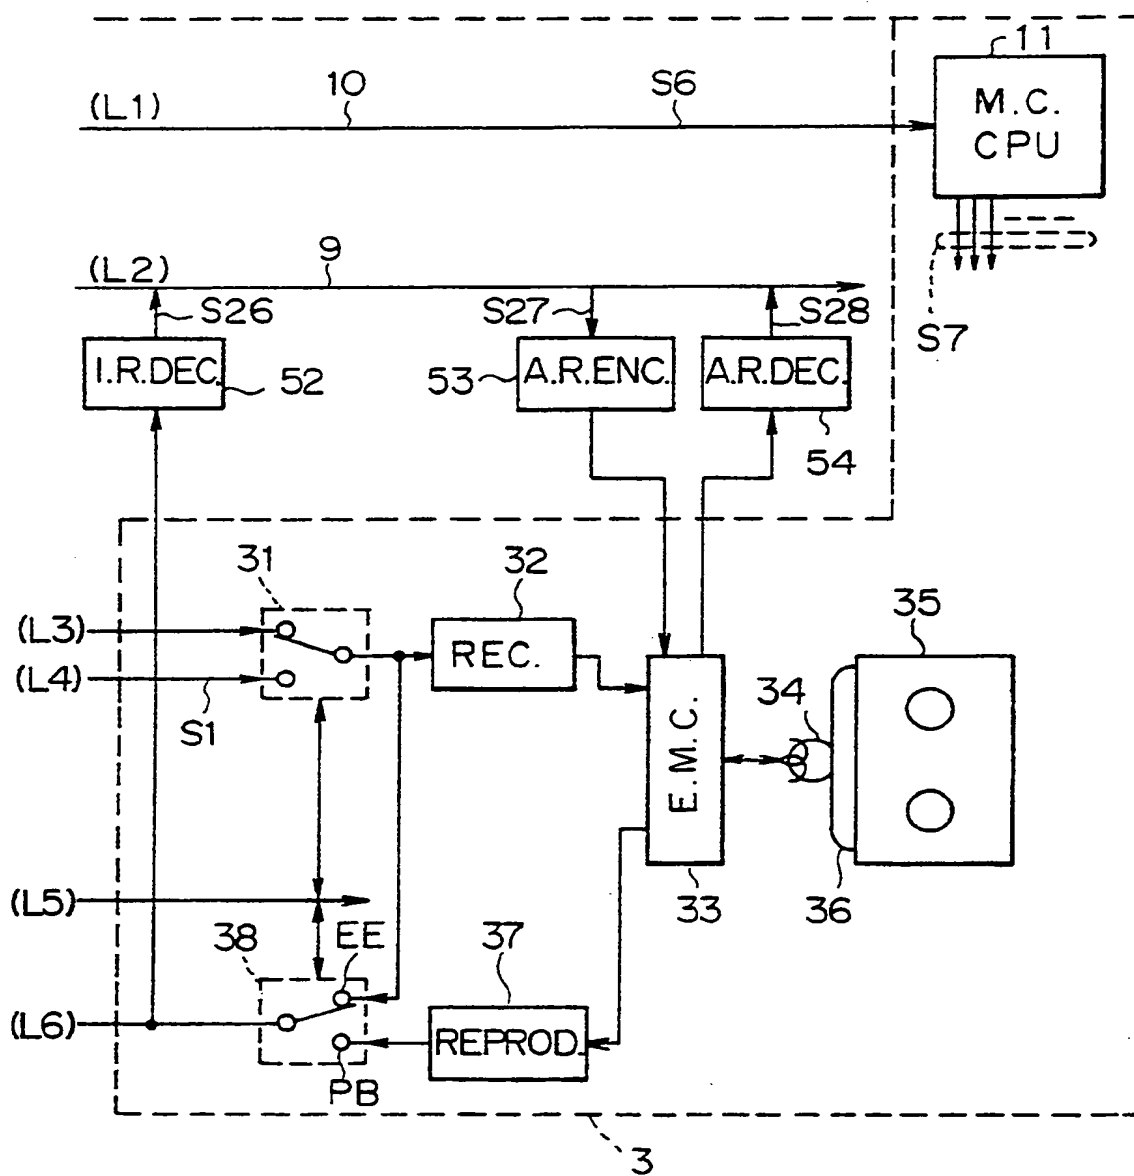 11
10
S6
(L1)
M.C.
CPU
9
(L2)
S26
S27
S28
S7
I.R.DEC.
52
53
A.R.ENC.
A.R.DEC.
54
31
32
35
(L3)
REC.
(L4)
34
S1
E.M.C.
(L5)
33
36
38
EE
37
(L6)
REPROD.
PB
3